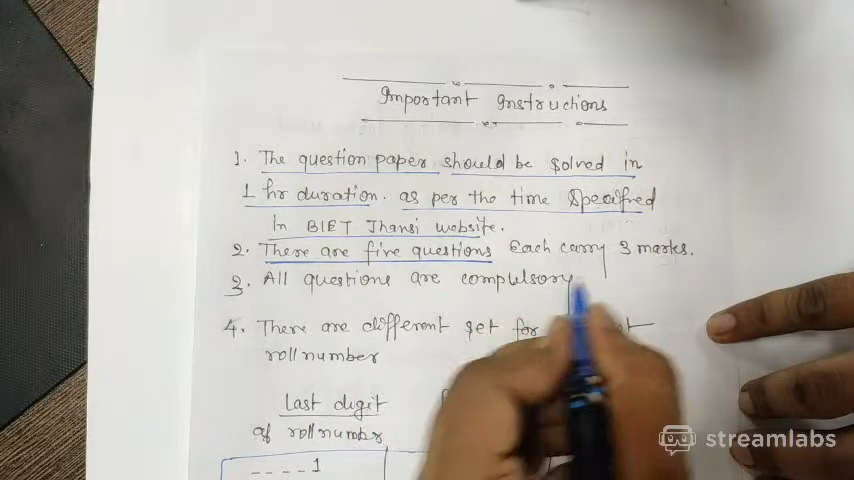 Important Instructions
1. The question paper should be solved in
1 hr duration. as per the time specified
in BIET Jhansi website.
2. There are five questions Each carry 3 marks.
3. All questions are compulsory
4. There are different set for
roll number
Last digit
of roll number
----1
streamlabs